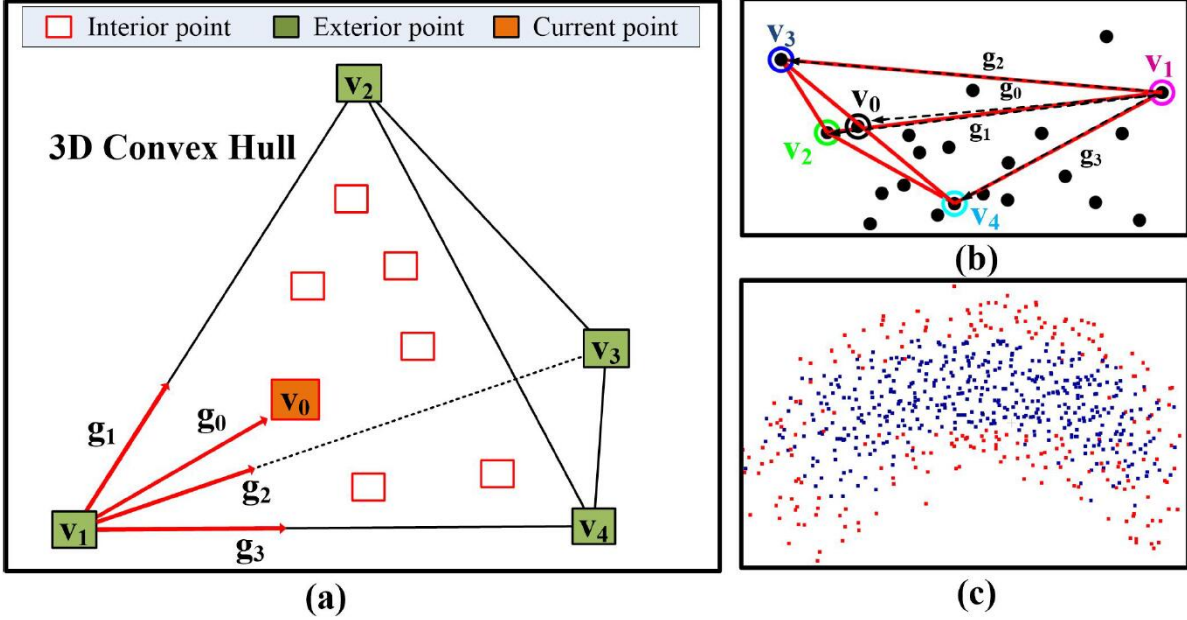 Interior point Exterior point Current point
3D Convex Hull
v2
v3
v0
v1
v4
g1
g0
g2
g3
(a)
v3
v1
v0
v2
v4
g2
g0
g1
g3
(b)
(c)